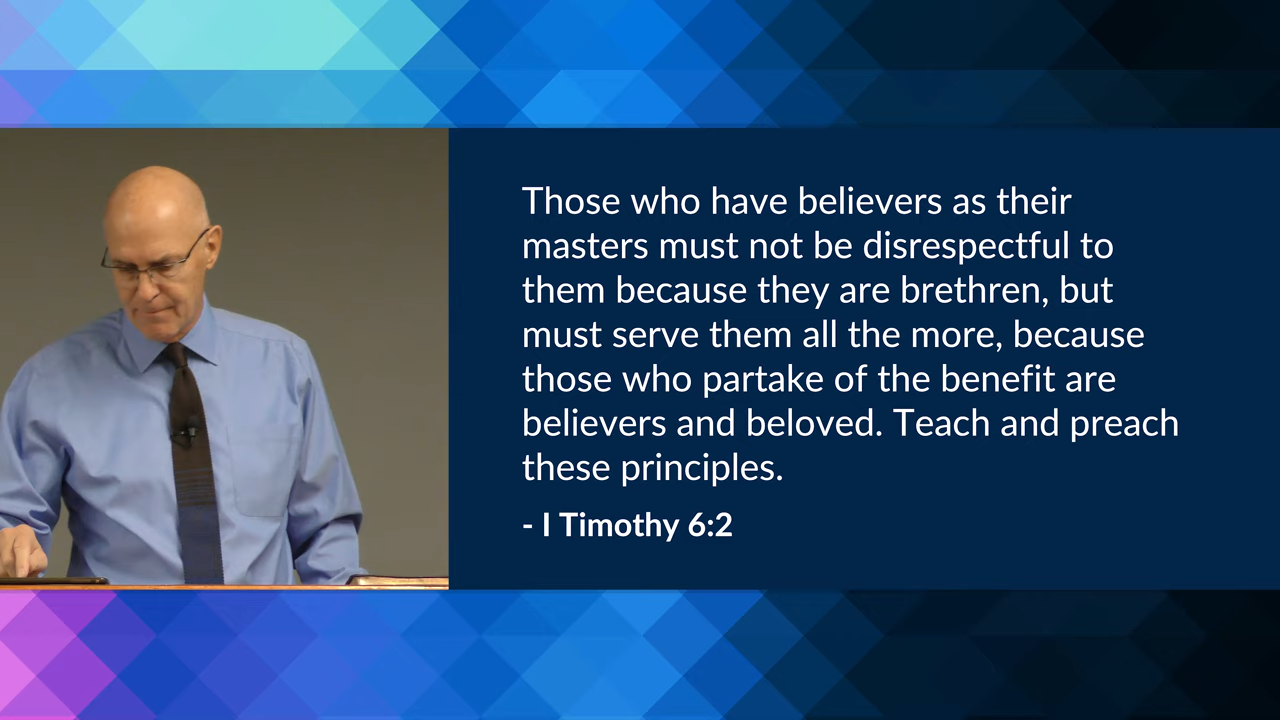 Those who have believers as their
masters must not be disrespectful to
them because they are brethren, but
must serve them all the more, because
those who partake of the benefit are
believers and beloved. Teach and preach
these principles.
- I Timothy 6:2